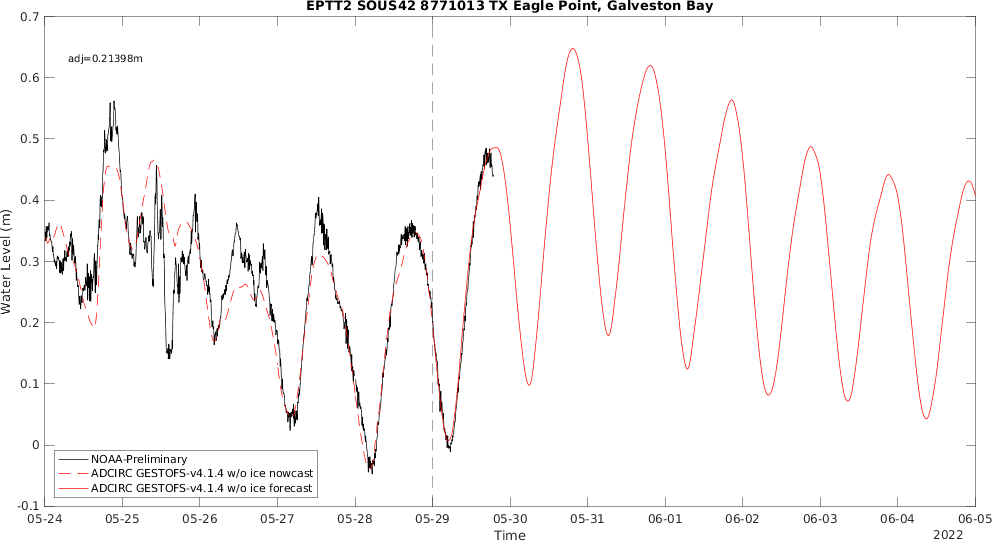 EPTT2 SOUS42 8771013 TX Eagle Point, Galveston Bay
0.7
adj=0.21398m
0.6
0.5
0.4
0.3
0.2
0.1
0
-0.1
Water Level (m)
NOAA-Preliminary
ADCIRC GESTOFS-v4.1.4 w/o ice nowcast
ADCIRC GESTOFS-v4.1.4 w/o ice forecast
05-24 05-25 05-26 05-27 05-28 05-29 05-30 05-31 06-01 06-02 06-03 06-04 06-05
Time
2022